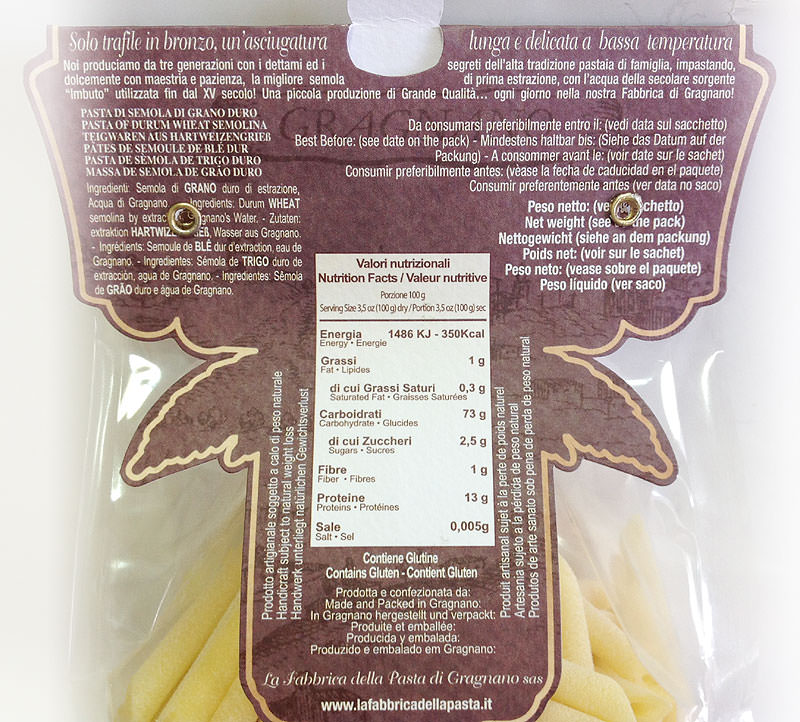 Solo trafile in bronzo, un'asciugatura lunga e delicata a bassa temperatura
Noi produciamo da tre generazioni con i dettami ed i segreti dell'alta tradizione pastaia di famiglia, impastando,
dolcemente con maestria e pazienza, la migliore semola di prima estrazione, con l'acqua della secolare sorgente
"Imbuto" utilizzata fin dal XV secolo! Una piccola produzione di Grande Qualità... ogni giorno nella nostra Fabbrica di Gragnano!
GRAGNANO
PASTA DI SEMOLA DI GRANO DURO
PASTA OF DURUM WHEAT SEMOLINA
TEIGWAREN AUS HARTWEIZENGRIEß
PÂTES DE SEMOULE DE BLÉ DUR
PASTA DE SÈMOLA DE TRIGO DURO
MASSA DE SEMOLA DE GRÃO DURO
Ingredienti: Semola di GRANO duro di estrazione,
Acqua di Gragnano Ingredients: Durum WHEAT
semolina by extrac gnano's Water. - Zutaten:
extraktion HARTWIZ EẞB, Wasser aus Gragnano.
- Ingrédients: Semoule de BLÉ dur d'extraction, eau de
Gragnano. - Ingredientes: Sémola de TRIGO duro de
extracción, agua de Gragnano. - Ingredientes: Sêmola
de GRÃO duro e água de Gragnano.
Da consumarsi preferibilmente entro il: (vedi data sul sacchetto)
Best Before: (see date on the pack) - Mindestens haltbar bis: (Siehe das Datum auf der
Packung) - A consommer avant le: (voir date sur le sachet)
Consumir preferibilmente antes: (vèase la fecha de caducidad en el paquete)
Consumir preferentemente antes (ver data no saco)
Peso netto: (ve chetto)
Net weight (see the pack)
Nettogewicht (siehe an dem packung)
Poids net: (voir sur le sachet)
Peso neto: (vease sobre el paquete)
Peso líquido (ver saco)
Valori nutrizionali
Nutrition Facts / Valeur nutritive
Porzione 100 g
Serving Size 3,5 oz (100 g) dry / Portion 3,5 oz (100 g) sec
Energia 1486 KJ - 350Kcal
Energy • Energie
Grassi 1 g
Fat • Lipides
di cui Grassi Saturi 0,3 g
Saturated Fat • Graisses Saturées
Carboidrati 73 g
Carbohydrate • Glucides
di cui Zuccheri 2,5 g
Sugars • Sucres
Fibre 1 g
Fiber • Fibres
Proteine 13 g
Proteins • Protéines
Sale 0,005g
Salt • Sel
Prodotto artigianale soggetto a calo di peso naturale
Handicraft subject to natural weight loss
Handwerk unterliegt natürlichen Gewichtsverlust
Produit artisanal sujet à la perte de poids naturel
Artesania sujeto a la pérdida de peso natural
Produtos de arte sanato sob pena de perda de peso natural
Contiene Glutine
Contains Gluten - Contient Gluten
Prodotta e confezionata da:
Made and Packed in Gragnano:
In Gragnano hergestellt und verpackt:
Produite et emballée:
Producida y embalada:
Produzido e embalado em Gragnano:
La Fabbrica della Pasta di Gragnano sas
www.lafabbricadellapasta.it